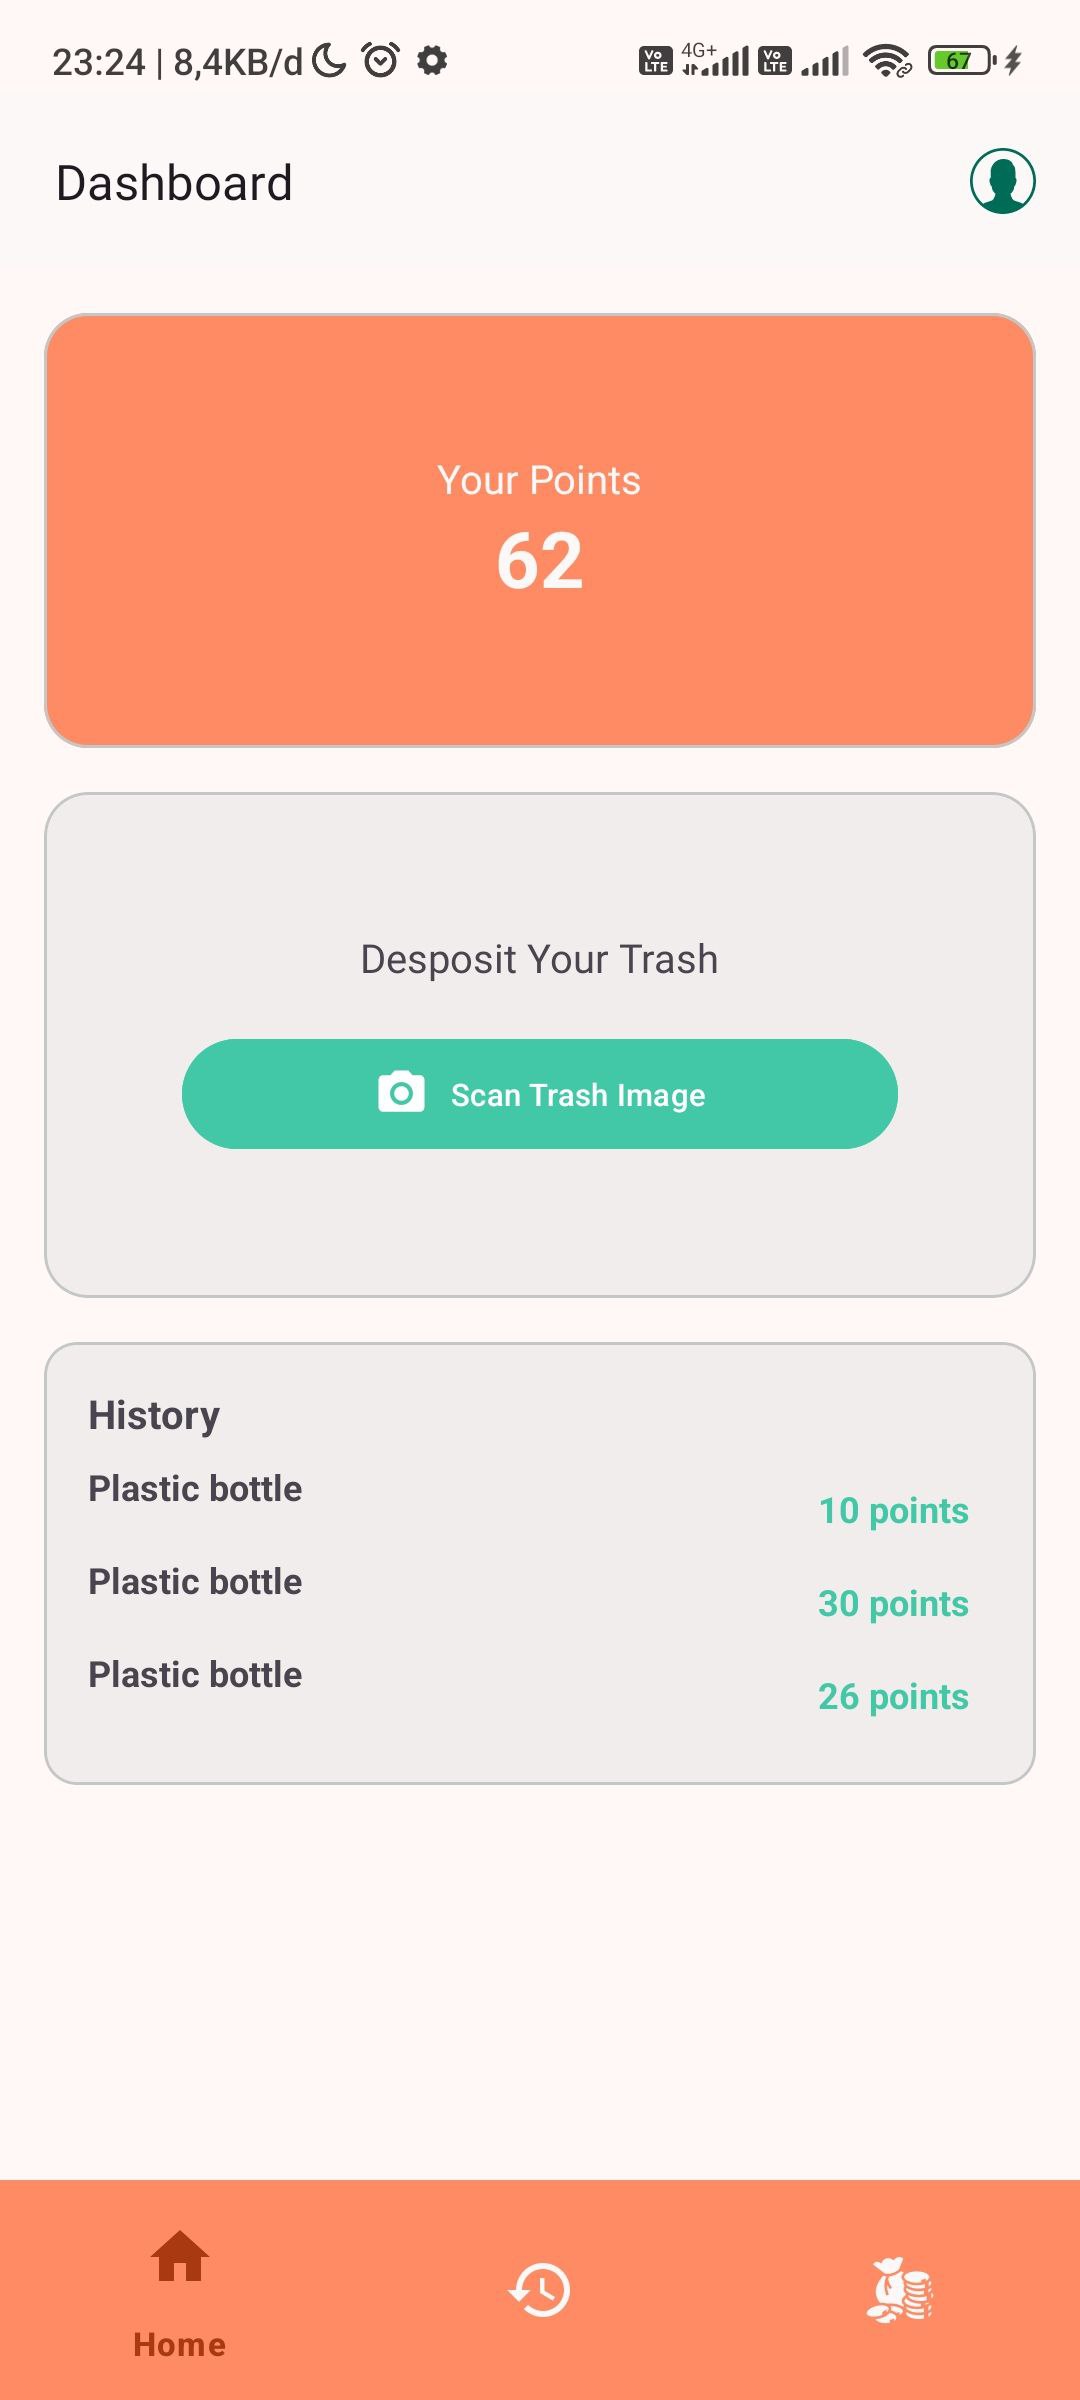 23:24 | 8,4KB/d
Vo LTE 4G+ Vo LTE 67
Dashboard
Your Points
62
Desposit Your Trash
Scan Trash Image
History
Plastic bottle
10 points
Plastic bottle
30 points
Plastic bottle
26 points
Home